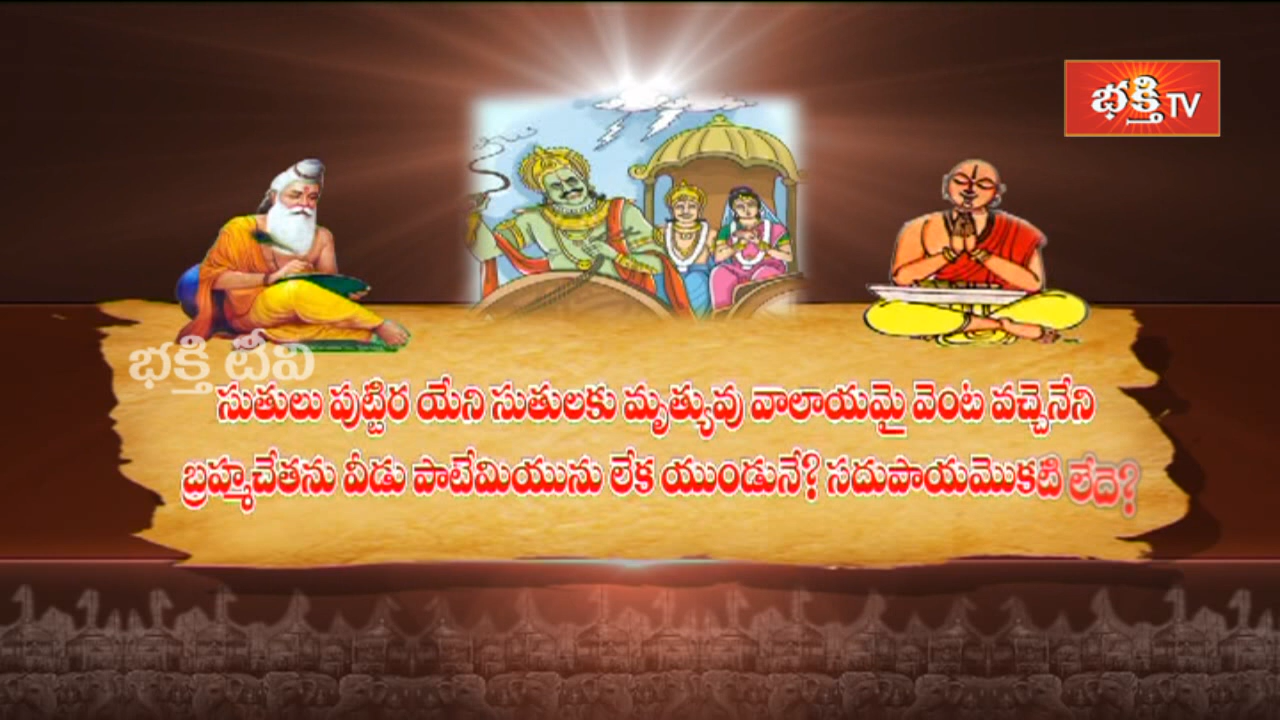 భక్తి TV
భక్తి టీవి
సుతులు పుట్టిర యేని సుతులకు మృత్యువు వాలాయమై వెంట వచ్చెనేని
బ్రహ్మచేతను వీడు పాటేమియును లేక యుండునే? సదుపాయమొకటి లేదె?